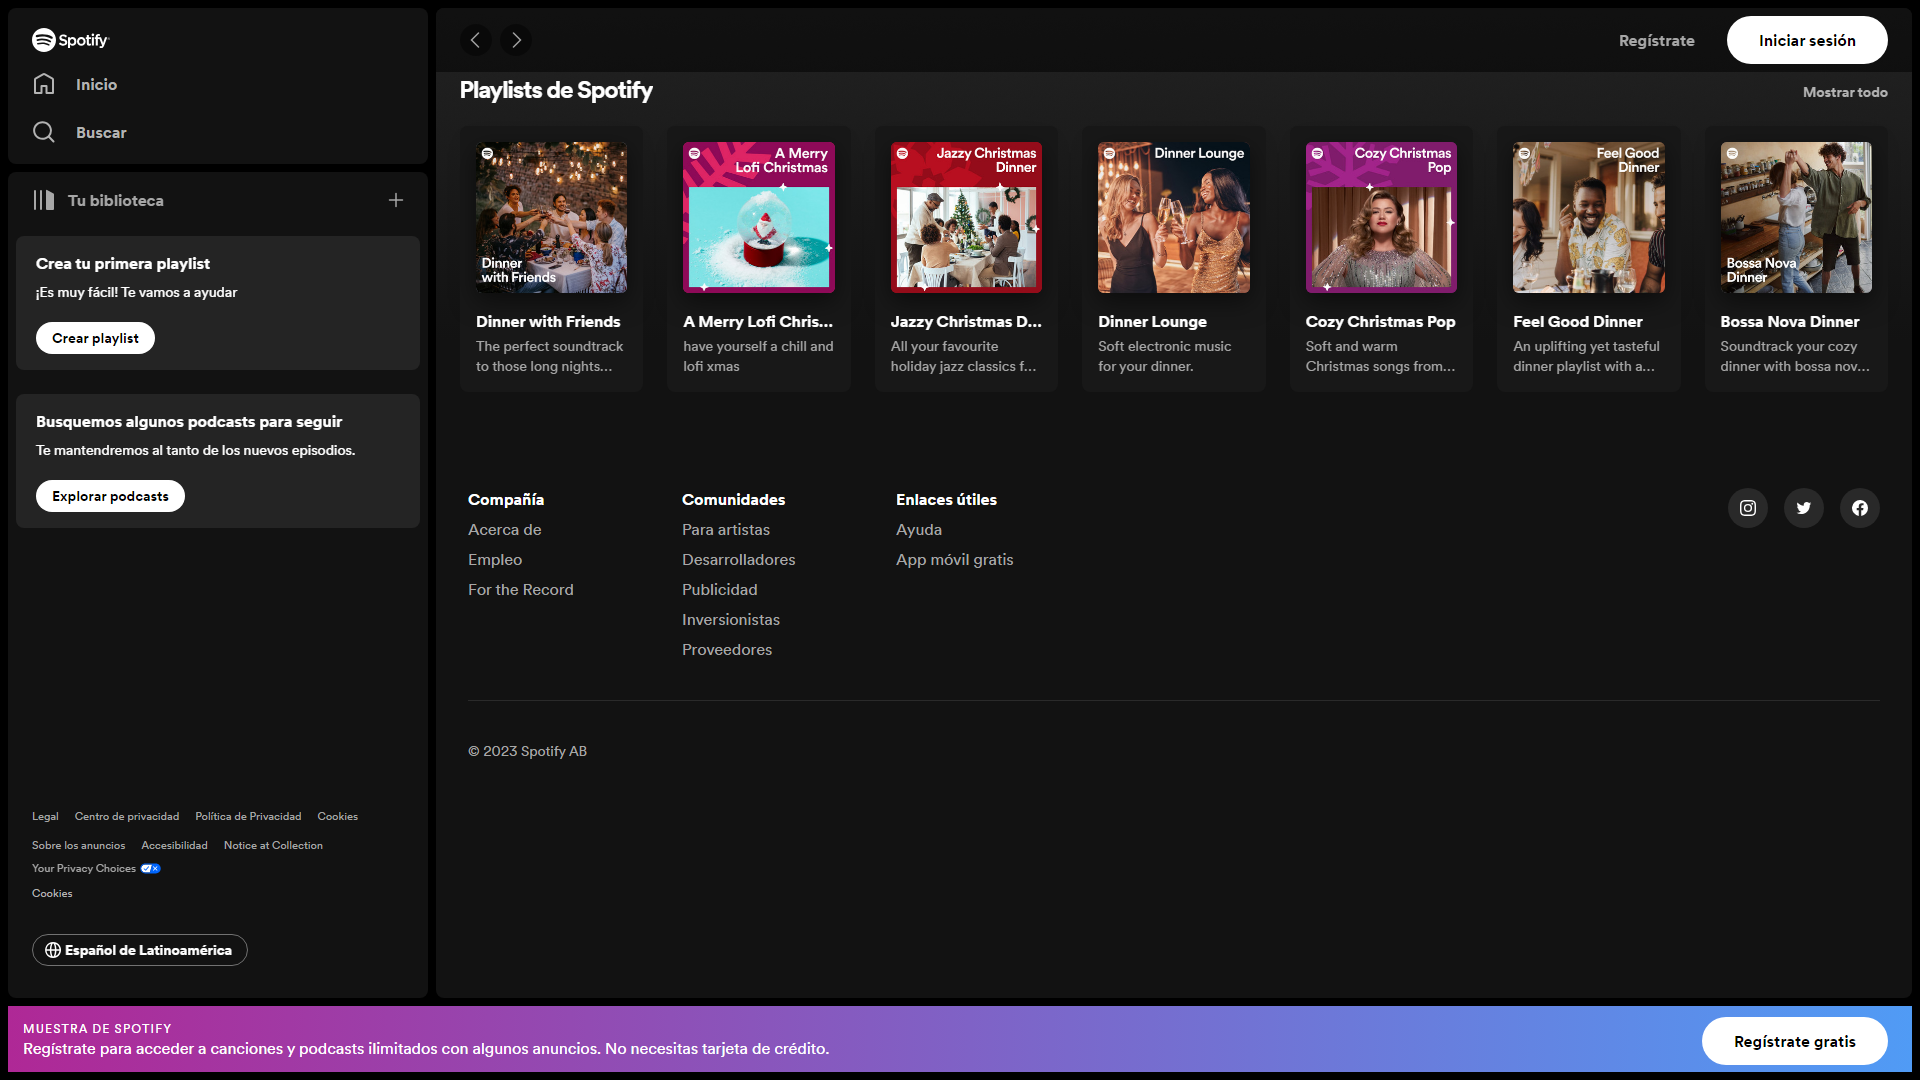 Spotify
Inicio
Buscar
Tu biblioteca
Crea tu primera playlist
¡Es muy fácil! Te vamos a ayudar
Crear playlist
Busquemos algunos podcasts para seguir
Te mantendremos al tanto de los nuevos episodios.
Explorar podcasts
Legal
Centro de privacidad
Política de Privacidad
Cookies
Sobre los anuncios
Accesibilidad
Notice at Collection
Your Privacy Choices
Cookies
Español de Latinoamérica
Regístrate
Iniciar sesión
Playlists de Spotify
Mostrar todo
Dinner
with Friends
Dinner with Friends
The perfect soundtrack
to those long nights...
A Merry
Lofi Christmas
A Merry Lofi Chris...
have yourself a chill and
lofi xmas
Jazzy Christmas
Dinner
Jazzy Christmas D...
All your favourite
holiday jazz classics f...
Dinner Lounge
Dinner Lounge
Soft electronic music
for your dinner.
Cozy Christmas
Pop
Cozy Christmas Pop
Soft and warm
Christmas songs from...
Feel Good
Dinner
Feel Good Dinner
An uplifting yet tasteful
dinner playlist with a...
Bossa Nova
Dinner
Bossa Nova Dinner
Soundtrack your cozy
dinner with bossa nov...
Compañía
Acerca de
Empleo
For the Record
Comunidades
Para artistas
Desarrolladores
Publicidad
Inversionistas
Proveedores
Enlaces útiles
Ayuda
App móvil gratis
© 2023 Spotify AB
MUESTRA DE SPOTIFY
Regístrate para acceder a canciones y podcasts ilimitados con algunos anuncios. No necesitas tarjeta de crédito.
Regístrate gratis